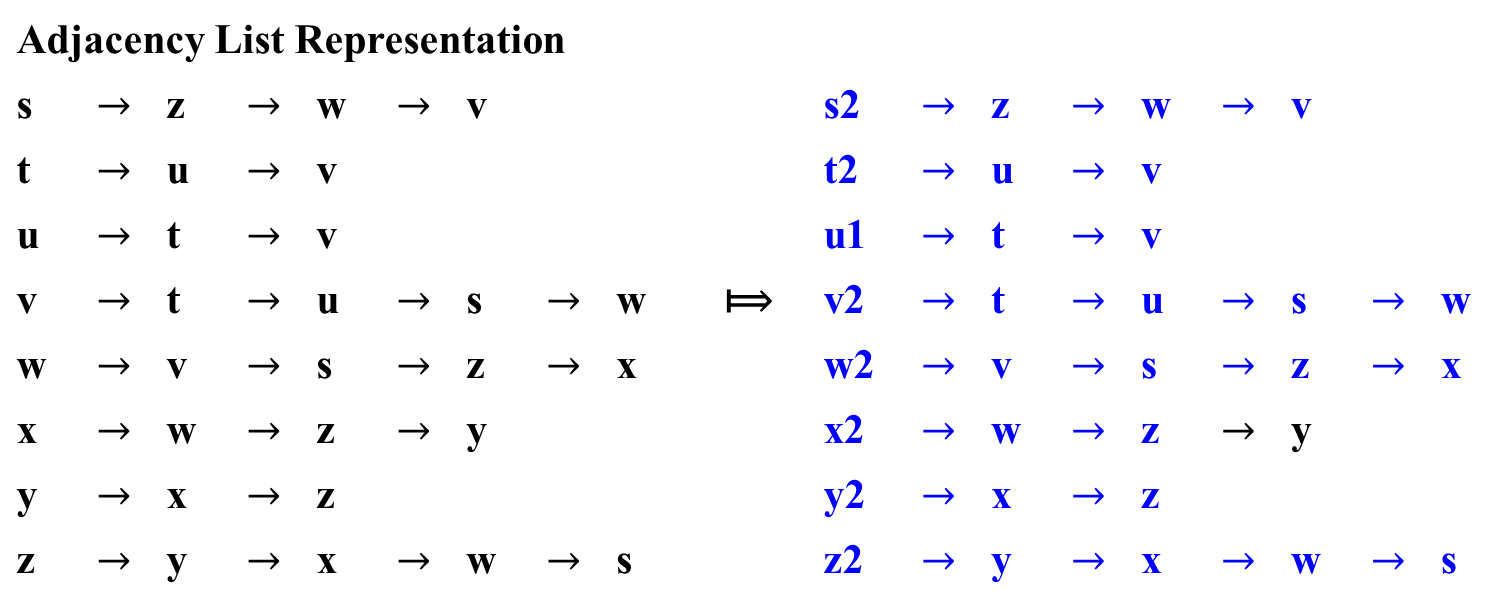 Adjacency List Representation
s → z → w → v s2 → z → w → v
t → u → v t2 → u → v
u → t → v u1 → t → v
v → t → u → s → w ⤇ v2 → t → u → s → w
w → v → s → z → x w2 → v → s → z → x
x → w → z → y x2 → w → z → y
y → x → z y2 → x → z
z → y → x → w → s z2 → y → x → w → s